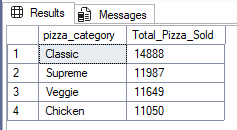 Results Messages
pizza_category Total_Pizza_Sold
1 Classic 14888
2 Supreme 11987
3 Veggie 11649
4 Chicken 11050